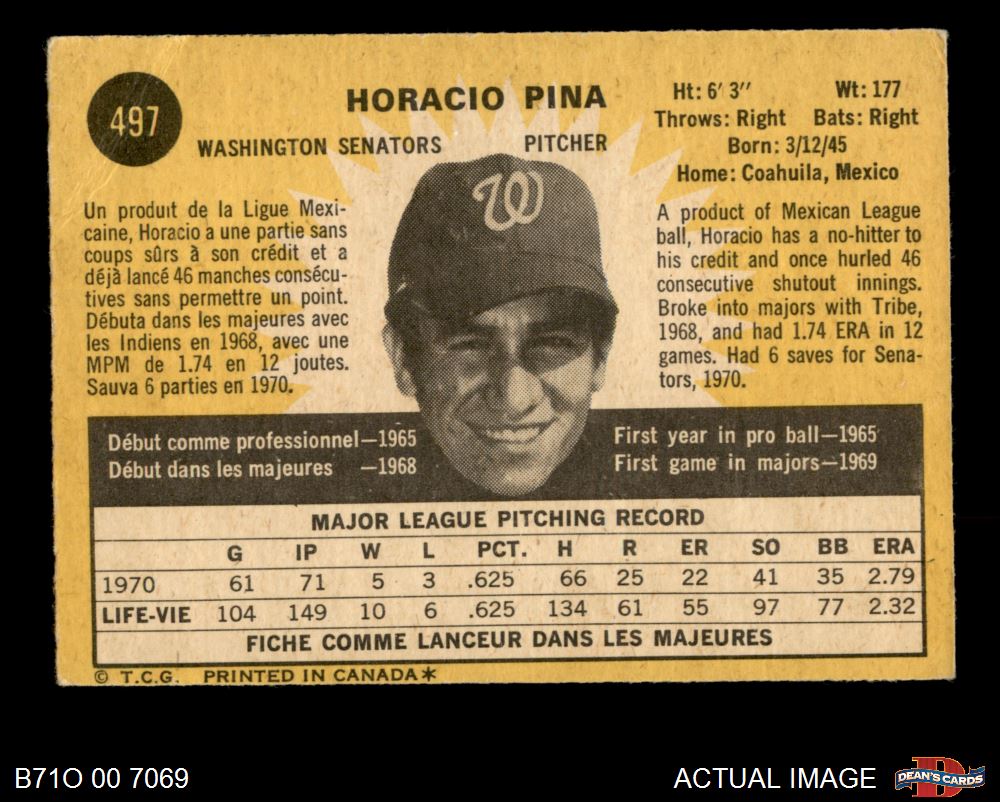 497
HORACIO PINA
WASHINGTON SENATORS PITCHER
Ht: 6' 3" Wt: 177
Throws: Right Bats: Right
Born: 3/12/45
Home: Coahuila, Mexico
W
Un produit de la Ligue Mexi-
caine, Horacio a une partie sans
coups sûrs à son crédit et a
déjà lancé 46 manches consécu-
tives sans permettre un point.
Débuta dans les majeures avec
les Indiens en 1968, avec une
MPM de 1.74 en 12 joutes.
Sauva 6 parties en 1970.
A product of Mexican League
ball, Horacio has a no-hitter to
his credit and once hurled 46
consecutive shutout innings.
Broke into majors with Tribe,
1968, and had 1.74 ERA in 12
games. Had 6 saves for Sena-
tors, 1970.
Début comme professionnel—1965
Début dans les majeures —1968
First year in pro ball—1965
First game in majors—1969
MAJOR LEAGUE PITCHING RECORD
G IP W L PCT. H R ER SO BB ERA
1970 61 71 5 3 .625 66 25 22 41 35 2.79
LIFE-VIE 104 149 10 6 .625 134 61 55 97 77 2.32
FICHE COMME LANCEUR DANS LES MAJEURES
© T.C.G. PRINTED IN CANADA*
B71O 00 7069
ACTUAL IMAGE
DEAN'S CARDS